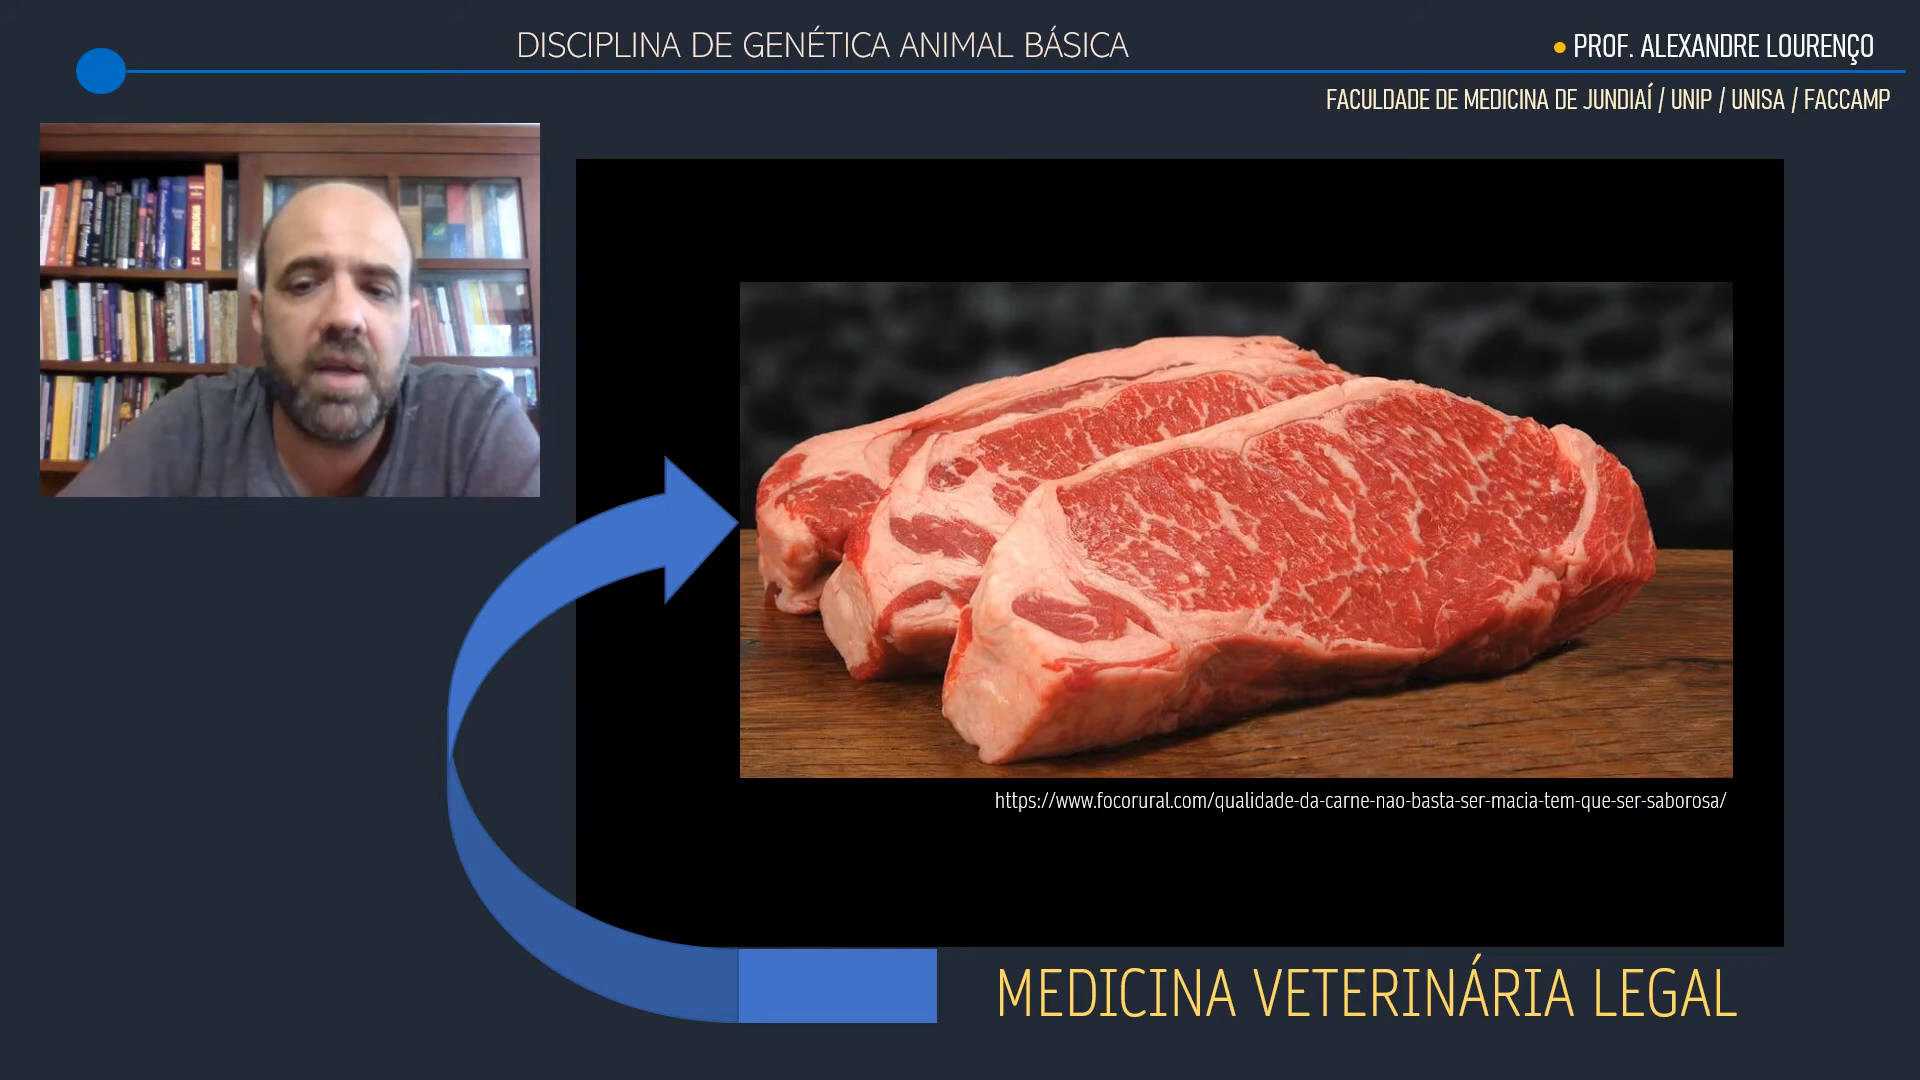 DISCIPLINA DE GENÉTICA ANIMAL BÁSICA
• PROF. ALEXANDRE LOURENÇO
FACULDADE DE MEDICINA DE JUNDIAÍ / UNIP / UNISA / FACCAMP
https://www.focorural.com/qualidade-da-carne-nao-basta-ser-macia-tem-que-ser-saborosa/
MEDICINA VETERINÁRIA LEGAL